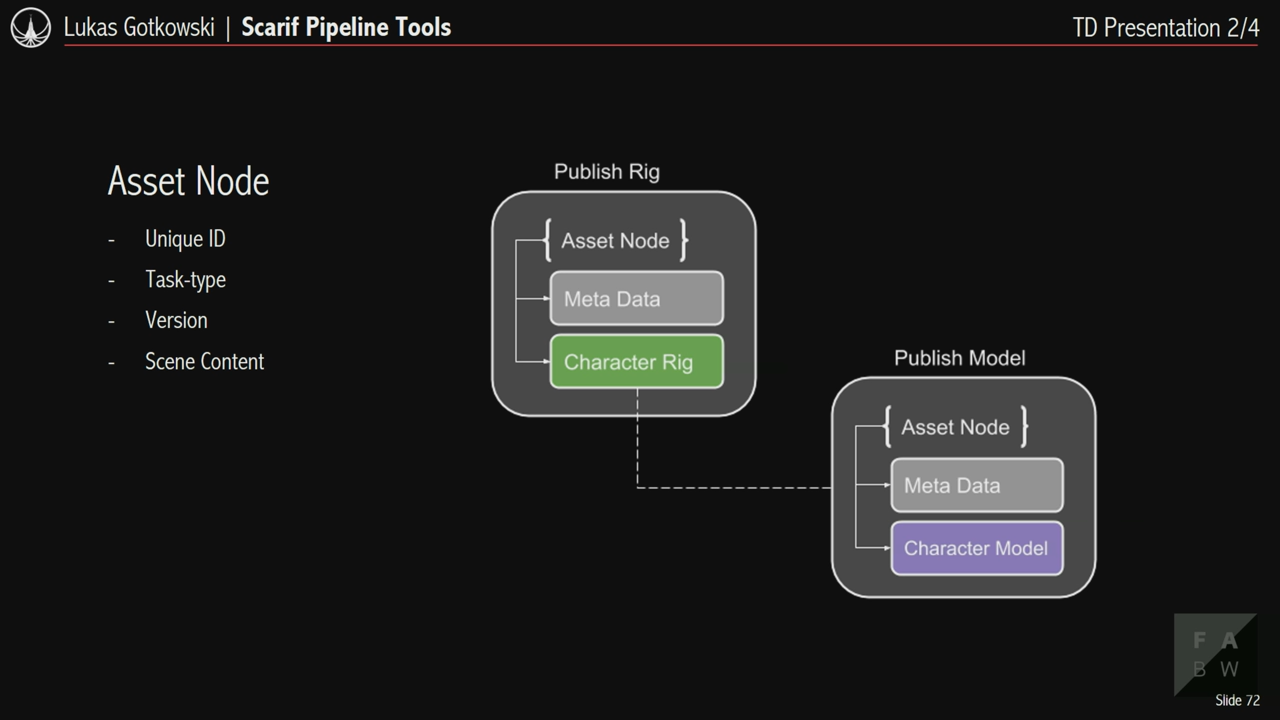 Lukas Gotkowski | Scarif Pipeline Tools
TD Presentation 2/4
Asset Node
- Unique ID
- Task-type
- Version
- Scene Content
Publish Rig
{ Asset Node }
Meta Data
Character Rig
Publish Model
{ Asset Node }
Meta Data
Character Model
F A
B W
Slide 72